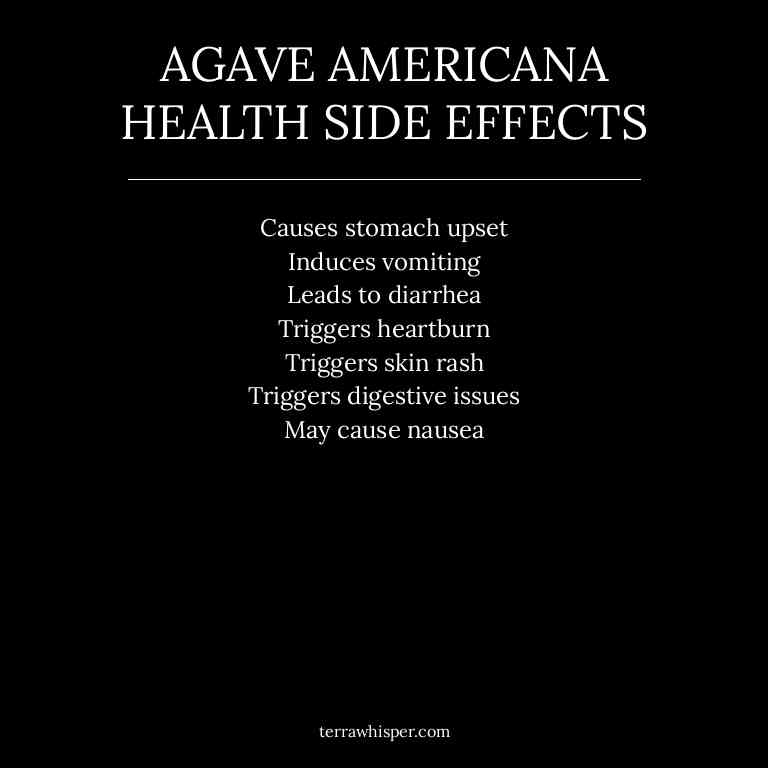 AGAVE AMERICANA
HEALTH SIDE EFFECTS
Causes stomach upset
Induces vomiting
Leads to diarrhea
Triggers heartburn
Triggers skin rash
Triggers digestive issues
May cause nausea
terrawhisper.com